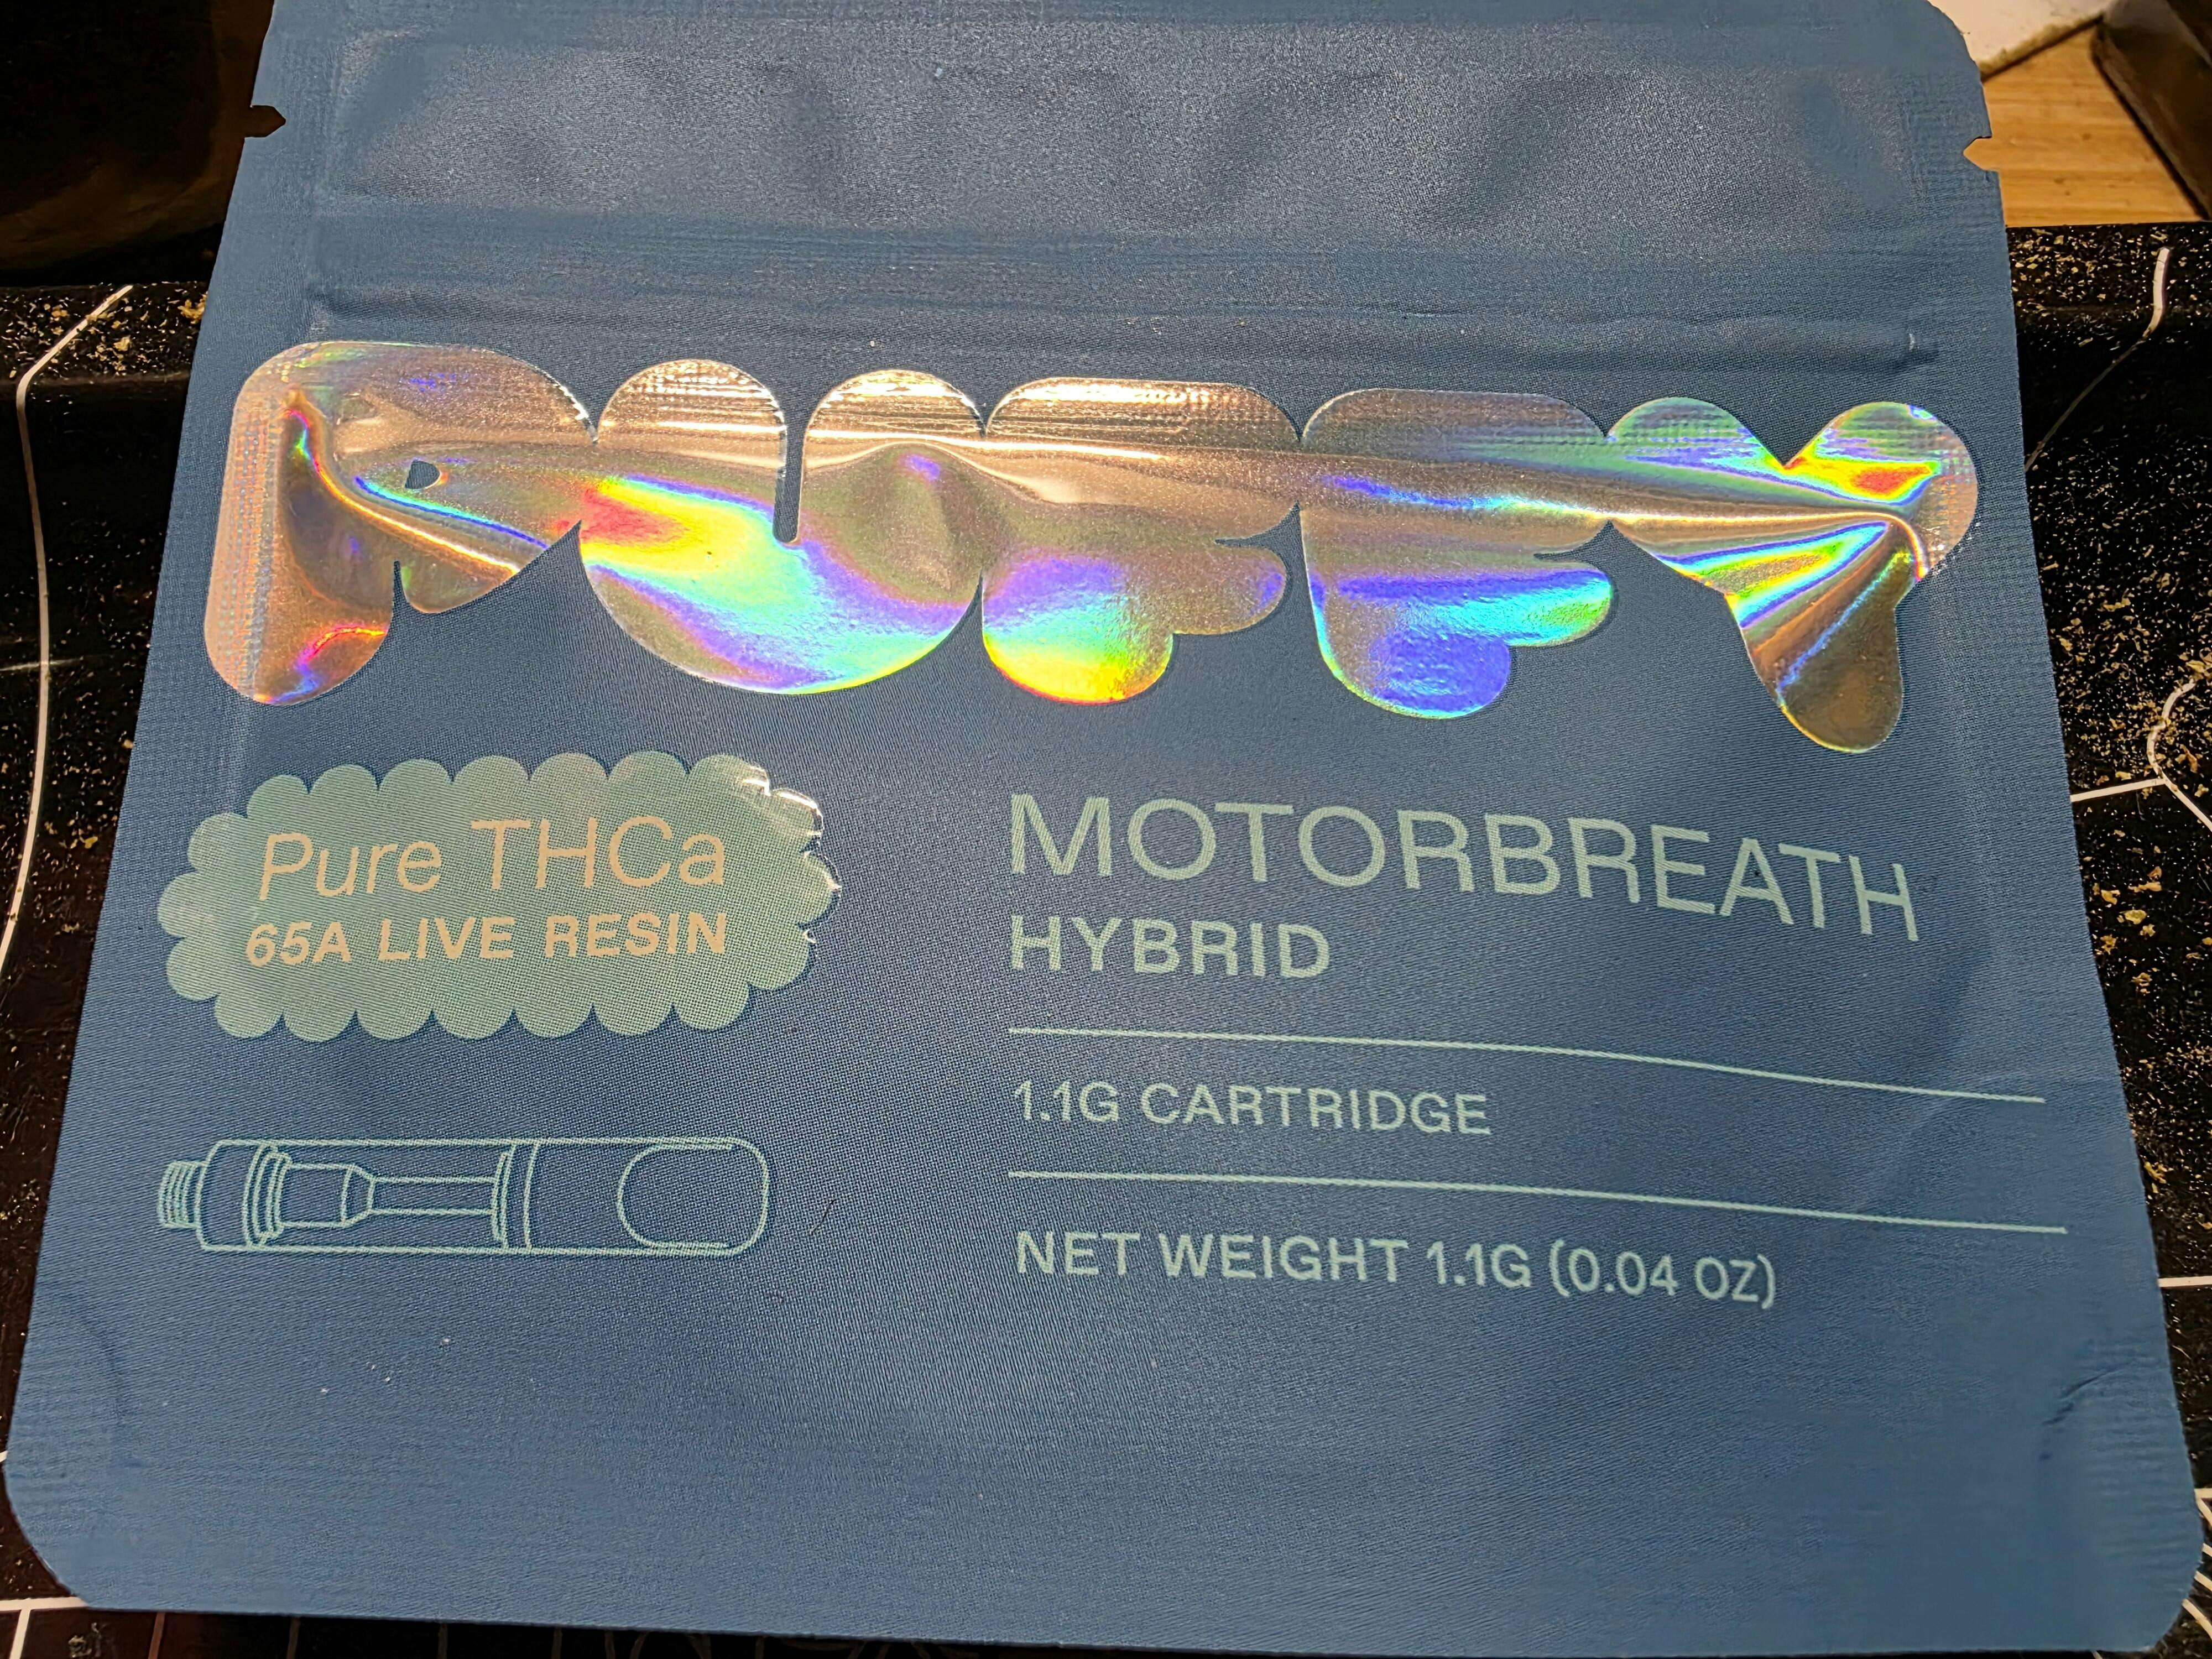 PUFFY
Pure THCa
65A LIVE RESIN
MOTORBREATH
HYBRID
1.1G CARTRIDGE
NET WEIGHT 1.1G (0.04 OZ)